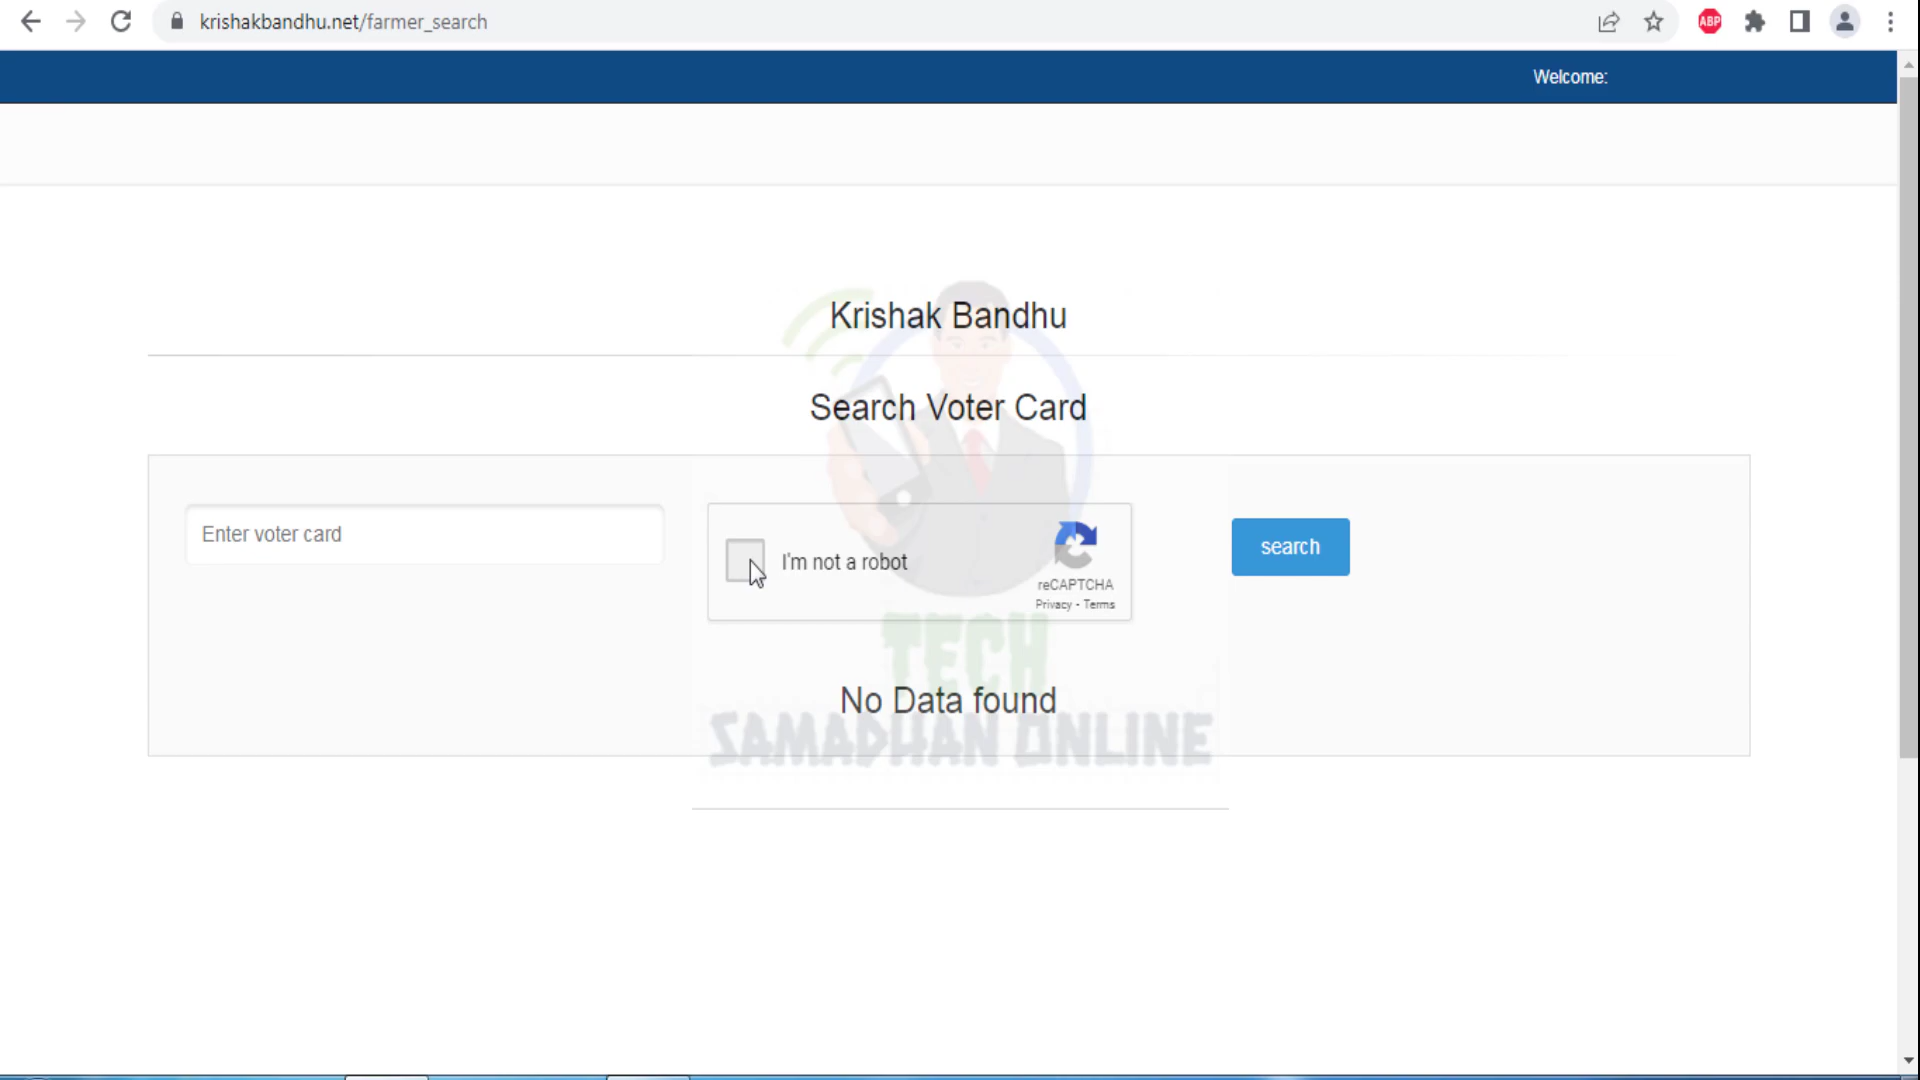 krishakbandhu.net/farmer_search
ABP
Welcome:
Krishak Bandhu
Search Voter Card
Enter voter card
I'm not a robot
reCAPTCHA
Privacy - Terms
search
TECH
No Data found
SAMADHAN ONLINE